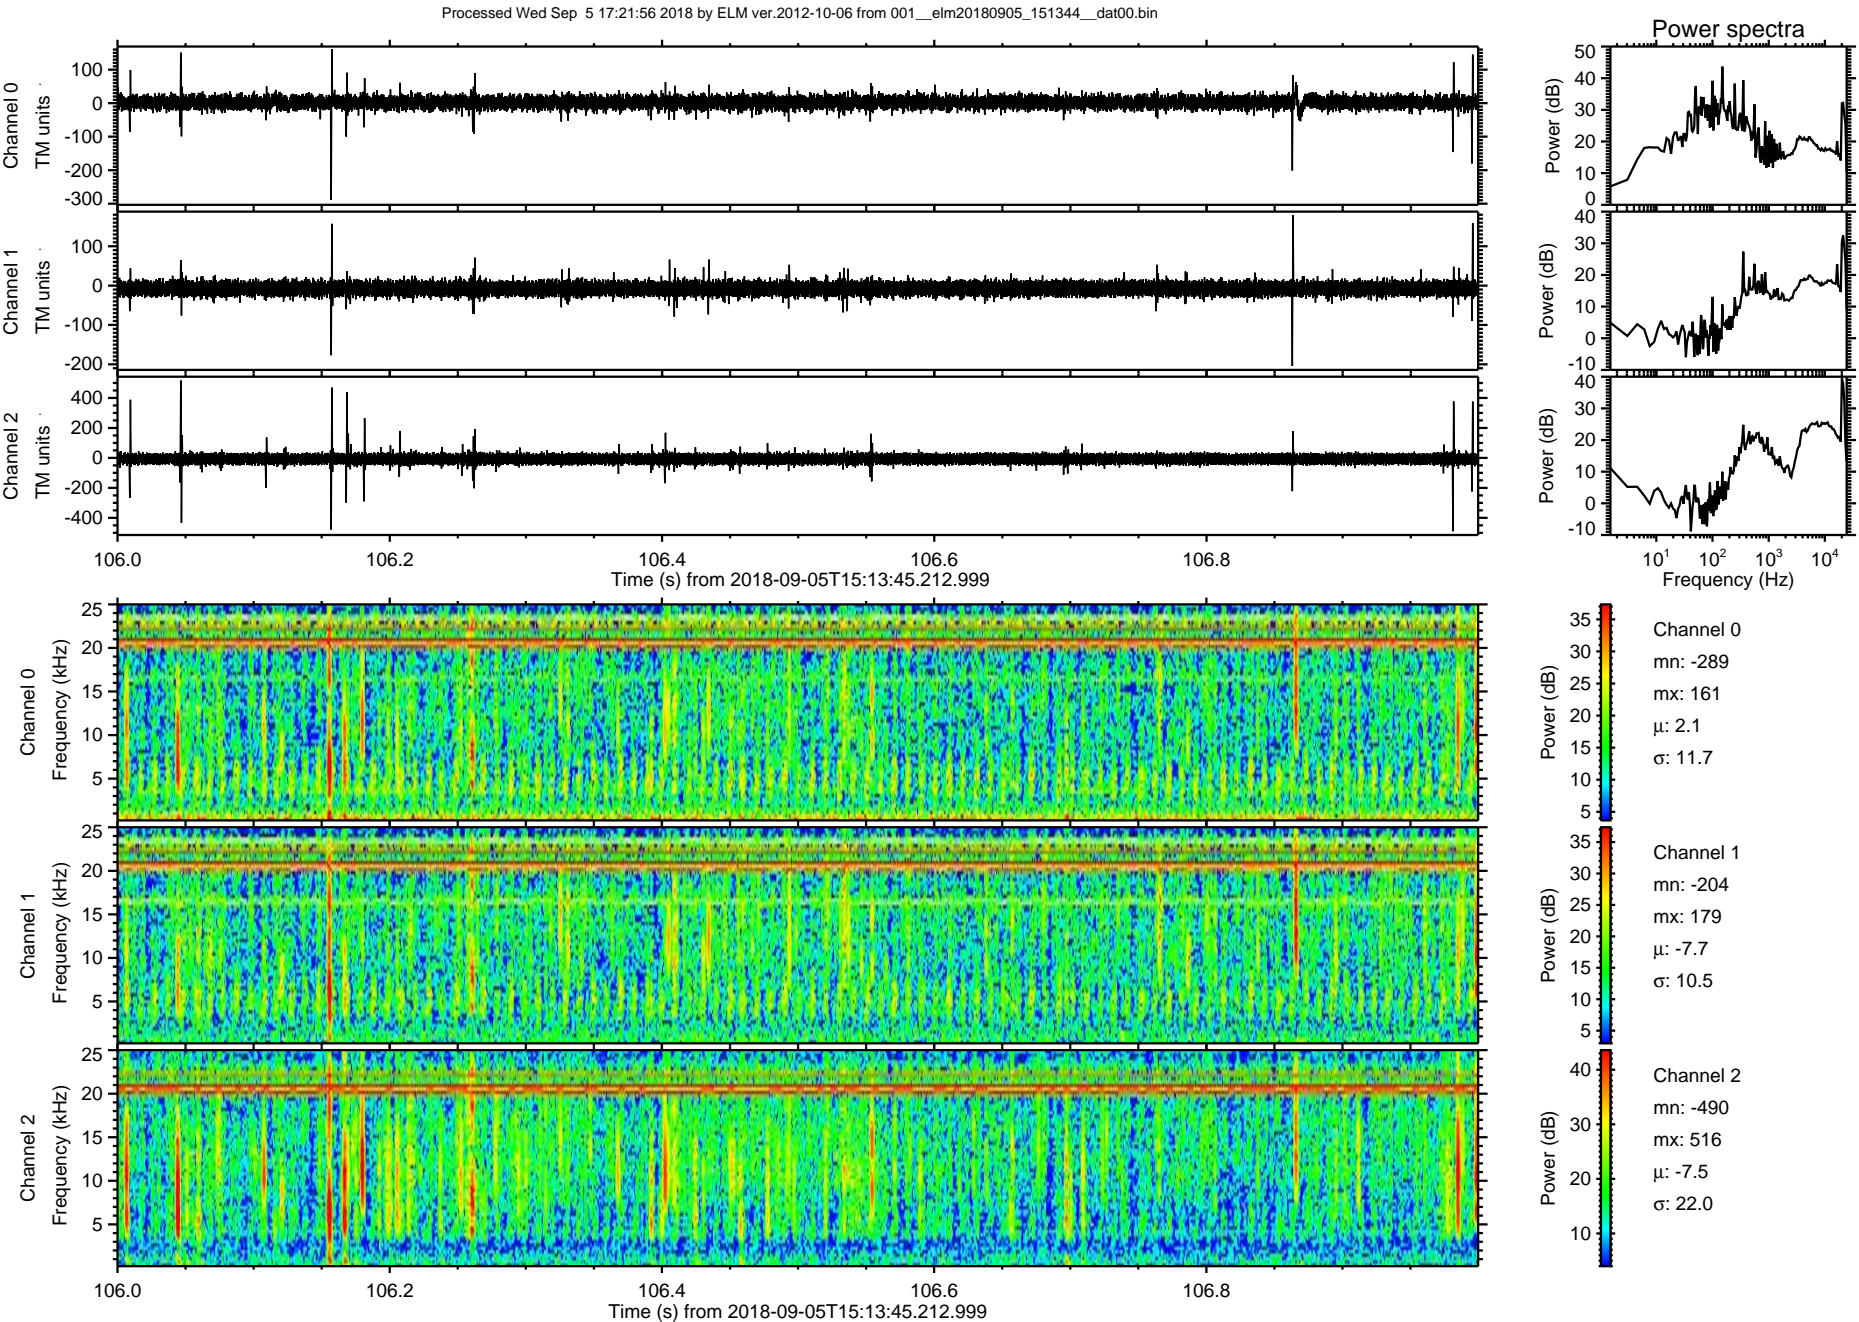 Processed Wed Sep  5 17:21:56 2018 by ELM ver.2012-10-06 from 001__elm20180905_151344__dat00.bin
Power spectra
Channel 0
TM units
100
0
-100
-200
-300
Power (dB)
50
40
30
20
10
0
Channel 1
TM units
100
0
-100
-200
Power (dB)
40
30
20
10
0
-10
Channel 2
TM units
400
200
0
-200
-400
Power (dB)
40
30
20
10
0
-10
106.0 106.2 106.4 106.6 106.8
Time (s) from 2018-09-05T15:13:45.212.999
10^1 10^2 10^3 10^4
Frequency (Hz)
Channel 0
Frequency (kHz)
25
20
15
10
5
Power (dB)
35
30
25
20
15
10
5
Channel 0
mn: -289
mx: 161
μ: 2.1
σ: 11.7
Channel 1
Frequency (kHz)
25
20
15
10
5
Power (dB)
35
30
25
20
15
10
5
Channel 1
mn: -204
mx: 179
μ: -7.7
σ: 10.5
Channel 2
Frequency (kHz)
25
20
15
10
5
Power (dB)
40
30
20
10
Channel 2
mn: -490
mx: 516
μ: -7.5
σ: 22.0
106.0 106.2 106.4 106.6 106.8
Time (s) from 2018-09-05T15:13:45.212.999